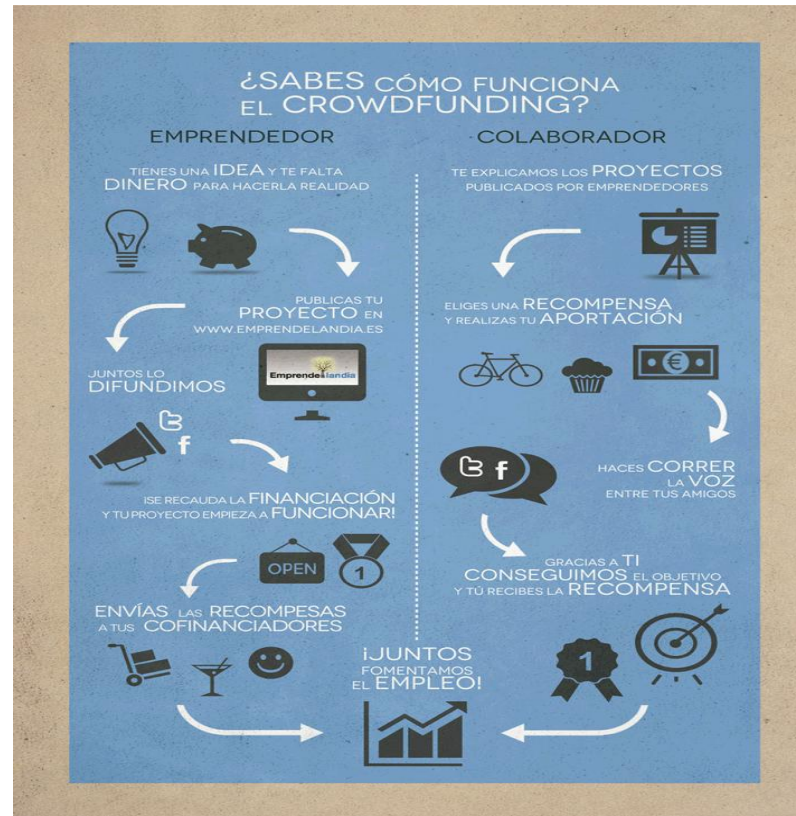 ¿SABES CÓMO FUNCIONA
EL CROWDFUNDING?
EMPRENDEDOR
TIENES UNA IDEA Y TE FALTA
DINERO PARA HACERLA REALIDAD
PUBLICAS TU
PROYECTO EN
WWW.EMPRENDELANDIA.ES
Emprendelandia
JUNTOS LO
DIFUNDIMOS
¡SE RECAUDA LA FINANCIACIÓN
Y TU PROYECTO EMPIEZA A FUNCIONAR!
OPEN
1
ENVÍAS LAS RECOMPESAS
A TUS COFINANCIADORES
COLABORADOR
TE EXPLICAMOS LOS PROYECTOS
PUBLICADOS POR EMPRENDEDORES
ELIGES UNA RECOMPENSA
Y REALIZAS TU APORTACIÓN
€
HACES CORRER
LA VOZ
ENTRE TUS AMIGOS
t f
GRACIAS A TI
CONSEGUIMOS EL OBJETIVO
Y TÚ RECIBES LA RECOMPENSA
1
¡JUNTOS
FOMENTAMOS
EL EMPLEO!